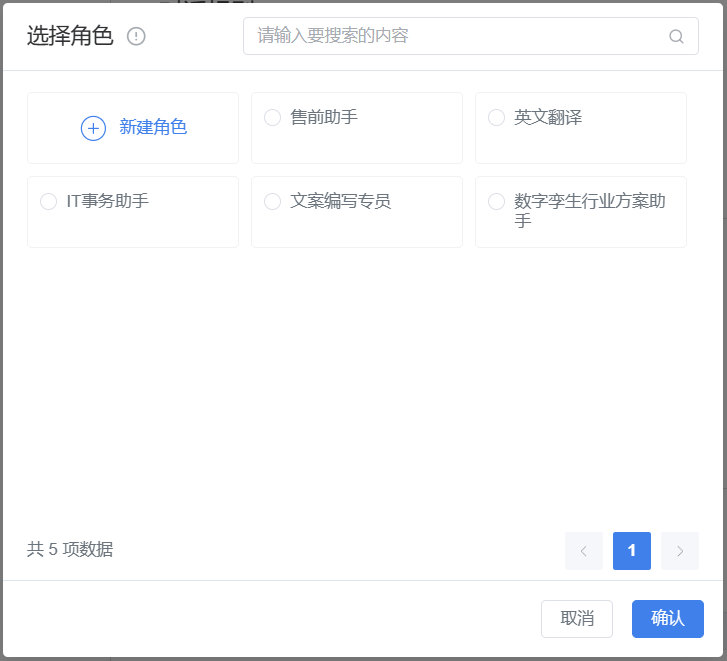 选择角色
请输入要搜索的内容
新建角色
售前助手
英文翻译
IT事务助手
文案编写专员
数字孪生行业方案助
手
共 5 项数据
1
取消
确认